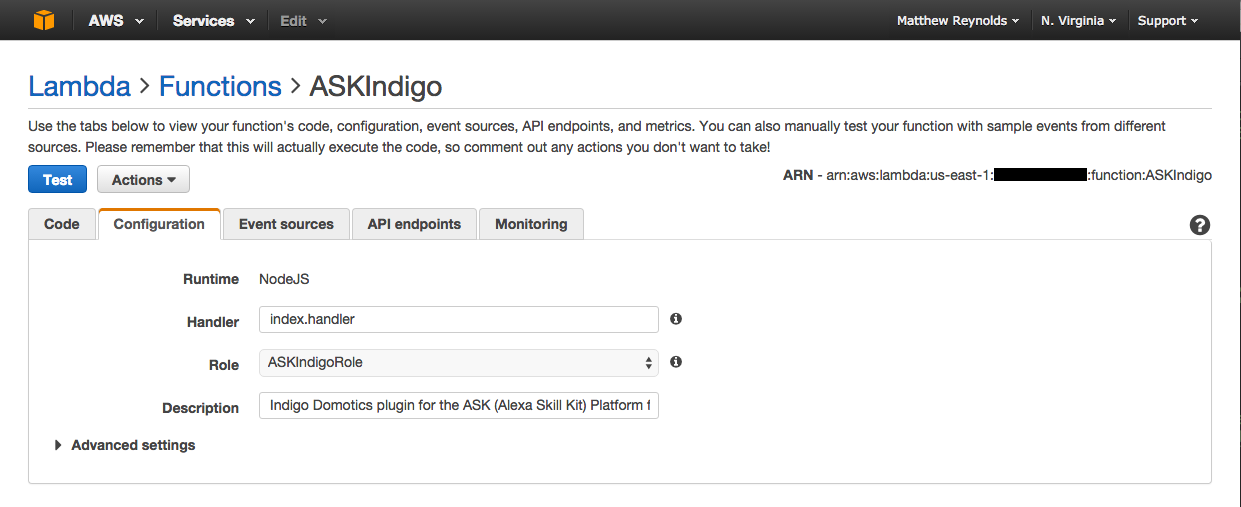 AWS Services Edit Matthew Reynolds N. Virginia Support
Lambda > Functions > ASKIndigo
Use the tabs below to view your function's code, configuration, event sources, API endpoints, and metrics. You can also manually test your function with sample events from different
sources. Please remember that this will actually execute the code, so comment out any actions you don't want to take!
Test Actions ARN - arn:aws:lambda:us-east-1: :function:ASKIndigo
Code Configuration Event sources API endpoints Monitoring ?
Runtime NodeJS
Handler index.handler i
Role ASKIndigoRole i
Description Indigo Domotics plugin for the ASK (Alexa Skill Kit) Platform
Advanced settings